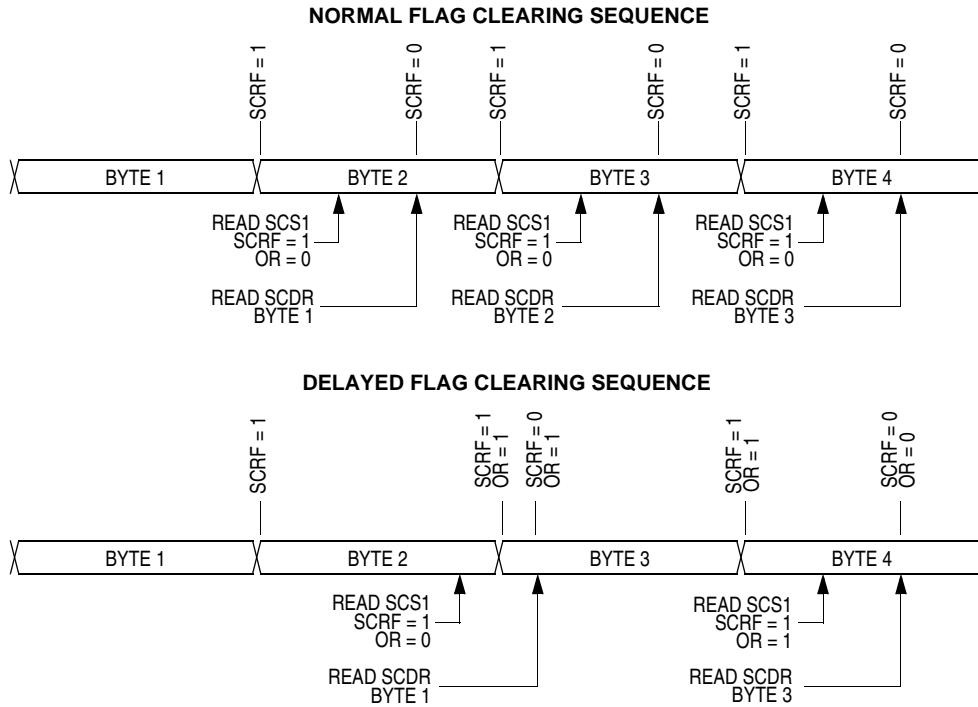 NORMAL FLAG CLEARING SEQUENCE
SCRF = 1
SCRF = 0
SCRF = 1
SCRF = 0
SCRF = 1
SCRF = 0
BYTE 1
BYTE 2
BYTE 3
BYTE 4
READ SCS1
SCRF = 1
OR = 0
READ SCS1
SCRF = 1
OR = 0
READ SCS1
SCRF = 1
OR = 0
READ SCDR
BYTE 1
READ SCDR
BYTE 2
READ SCDR
BYTE 3
DELAYED FLAG CLEARING SEQUENCE
SCRF = 1
SCRF = 1
OR = 1
SCRF = 0
OR = 1
SCRF = 1
OR = 1
SCRF = 0
OR = 0
BYTE 1
BYTE 2
BYTE 3
BYTE 4
READ SCS1
SCRF = 1
OR = 0
READ SCS1
SCRF = 1
OR = 1
READ SCDR
BYTE 1
READ SCDR
BYTE 3